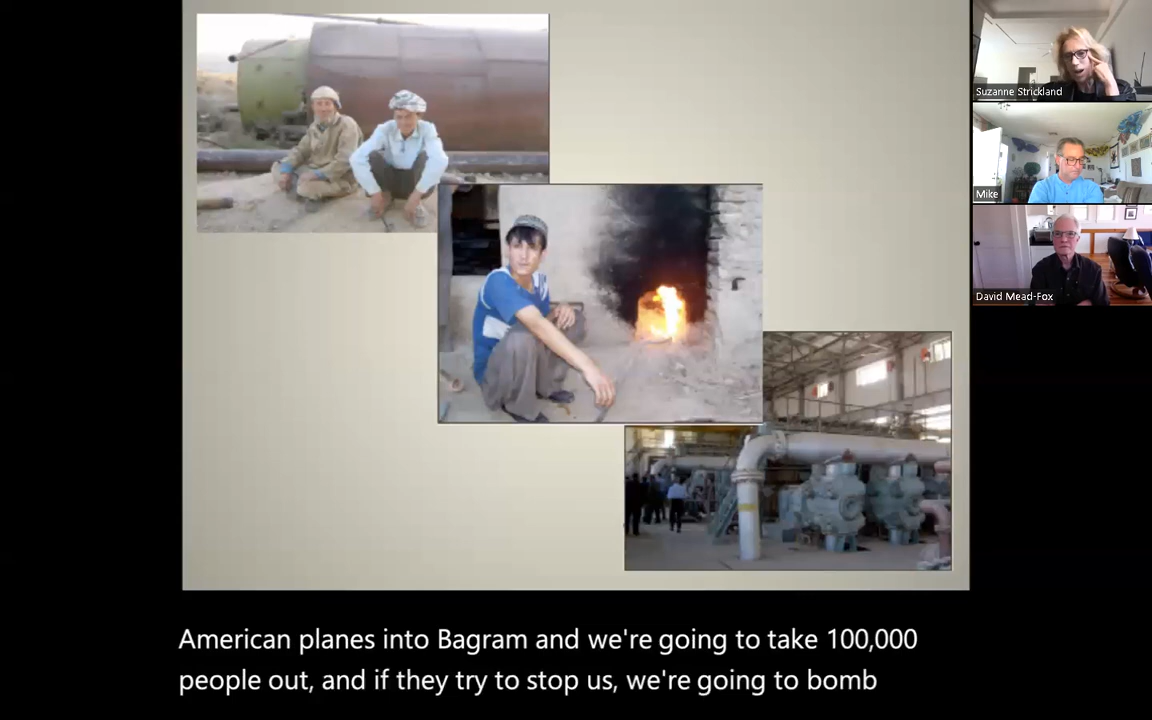 Suzanne Strickland
Mike
David Mead-Fox
American planes into Bagram and we're going to take 100,000
people out, and if they try to stop us, we're going to bomb